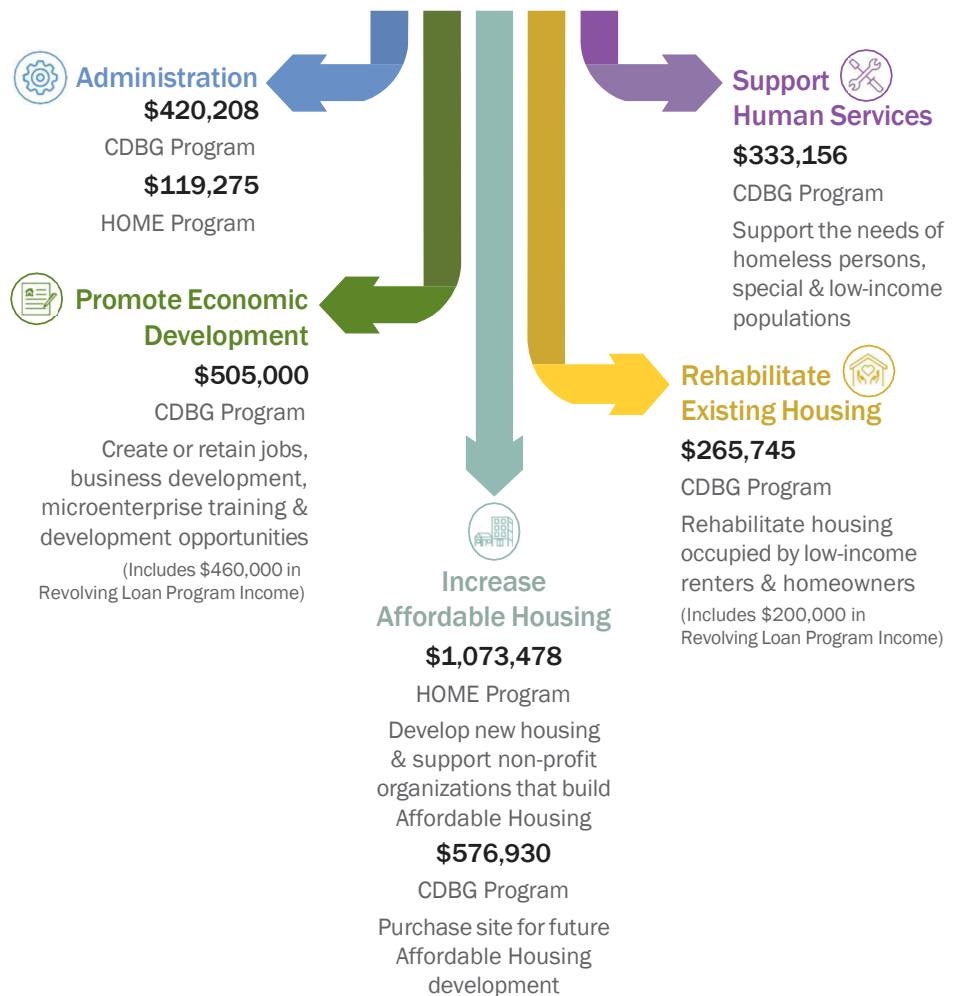 Administration
$420,208
CDBG Program
$119,275
HOME Program
Promote Economic
Development
$505,000
CDBG Program
Create or retain jobs,
business development,
microenterprise training &
development opportunities
(Includes $460,000 in
Revolving Loan Program Income)
Increase
Affordable Housing
$1,073,478
HOME Program
Develop new housing
& support non-profit
organizations that build
Affordable Housing
$576,930
CDBG Program
Purchase site for future
Affordable Housing
development
Support
Human Services
$333,156
CDBG Program
Support the needs of
homeless persons,
special & low-income
populations
Rehabilitate
Existing Housing
$265,745
CDBG Program
Rehabilitate housing
occupied by low-income
renters & homeowners
(Includes $200,000 in
Revolving Loan Program Income)